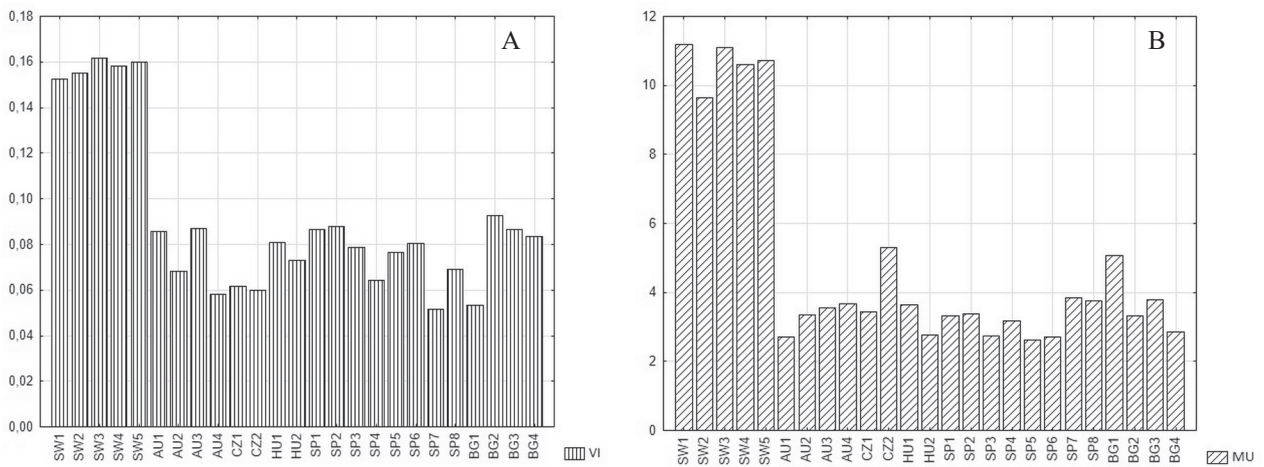 A
0,18
0,16
0,14
0,12
0,10
0,08
0,06
0,04
0,02
0,00
SW1 SW2 SW3 SW4 SW5 AU1 AU2 AU3 AU4 CZ1 CZ2 HU1 HU2 SP1 SP2 SP3 SP4 SP5 SP6 SP7 SP8 BG1 BG2 BG3 BG4
VI
B
12
10
8
6
4
2
0
SW1 SW2 SW3 SW4 SW5 AU1 AU2 AU3 AU4 CZ1 CZ2 HU1 HU2 SP1 SP2 SP3 SP4 SP5 SP6 SP7 SP8 BG1 BG2 BG3 BG4
MU